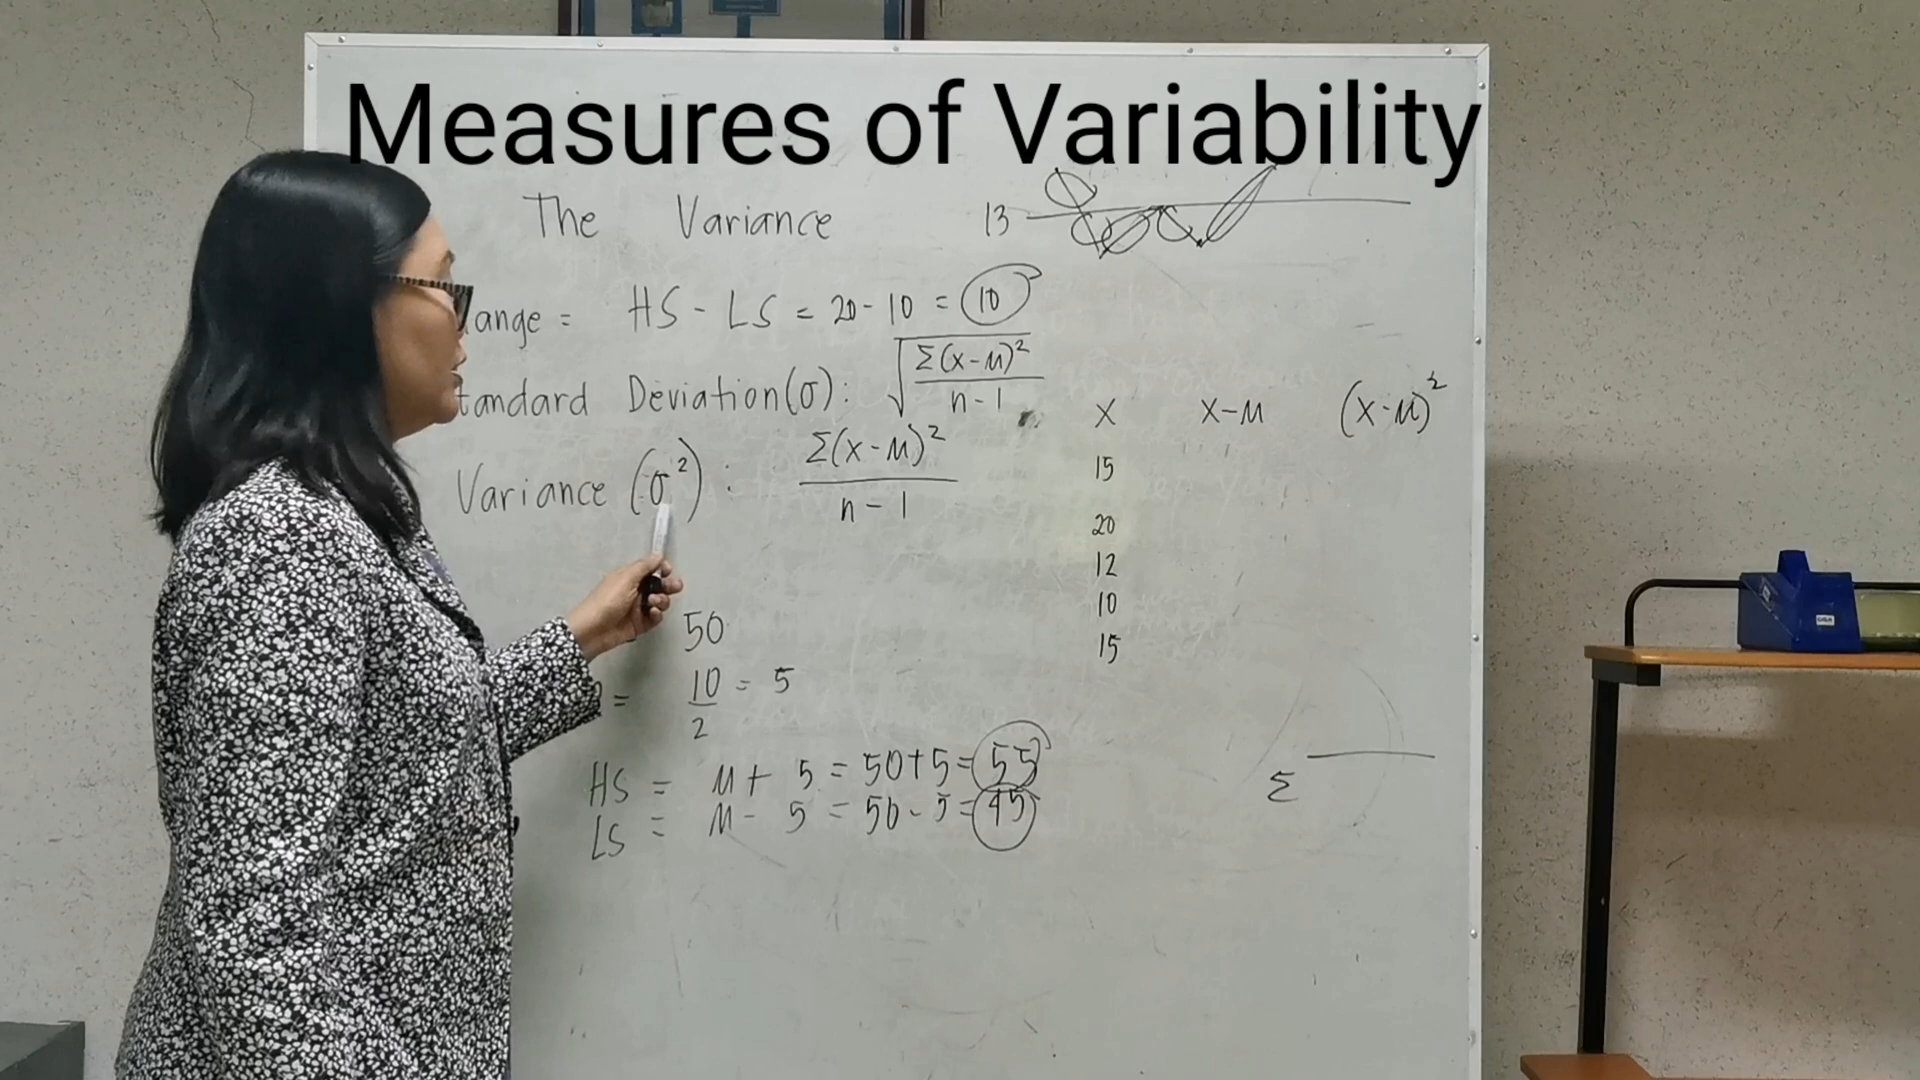 Measures of Variability
The Variance
13
ange = HS - LS = 20 - 10 = 10
tandard Deviation (σ) : √Σ(x-μ)² / n-1
Variance (σ²) : Σ(x-μ)² / n-1
50
= 10/2 = 5
HS = μ + 5 = 50+5 = 55
LS = μ - 5 = 50-5 = 45
x x-μ (x-μ)²
15
20
12
10
15
Σ